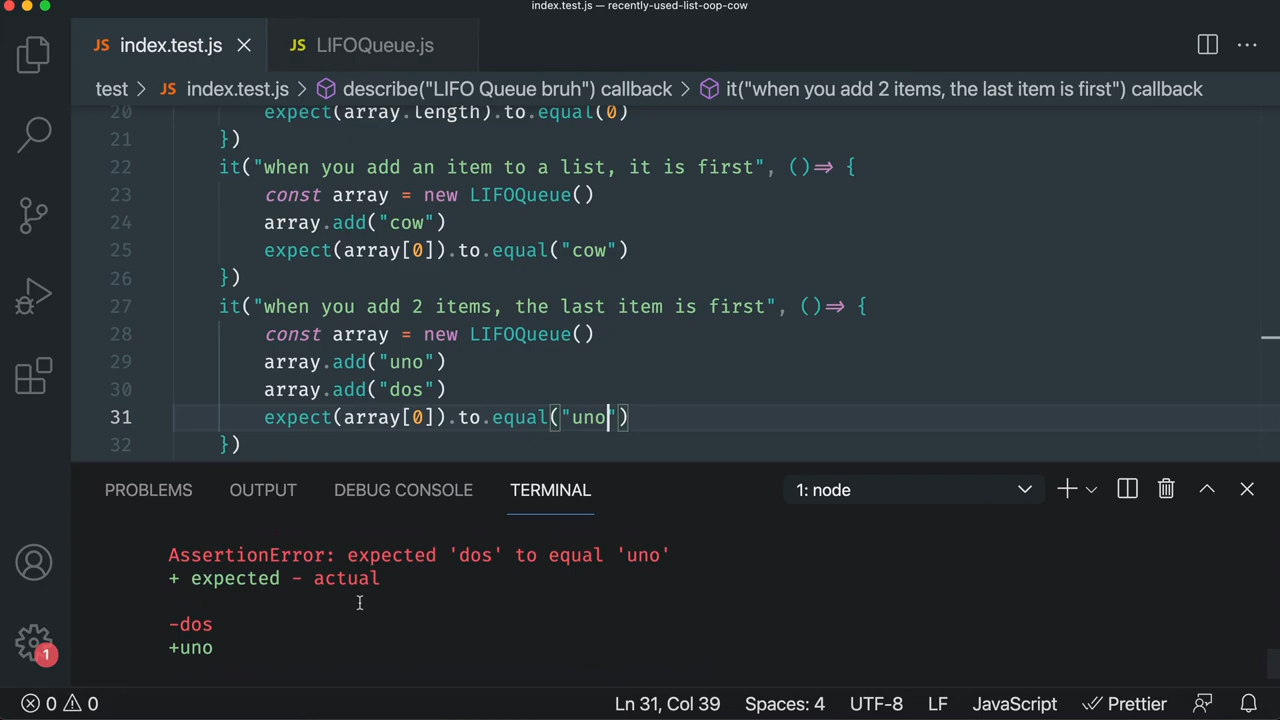 index.test.js — recently-used-list-oop-cow
JS index.test.js
JS LIFOQueue.js
test > JS index.test.js > describe("LIFO Queue bruh") callback > it("when you add 2 items, the last item is first") callback
20 expect(array.length).to.equal(0)
21 })
22 it("when you add an item to a list, it is first", ()⇒ {
23 const array = new LIFOQueue()
24 array.add("cow")
25 expect(array[0]).to.equal("cow")
26 })
27 it("when you add 2 items, the last item is first", ()⇒ {
28 const array = new LIFOQueue()
29 array.add("uno")
30 array.add("dos")
31 expect(array[0]).to.equal("uno")
32 })
PROBLEMS OUTPUT DEBUG CONSOLE TERMINAL 1: node
AssertionError: expected 'dos' to equal 'uno'
+ expected - actual
-dos
+uno
1
0 0 Ln 31, Col 39 Spaces: 4 UTF-8 LF JavaScript Prettier